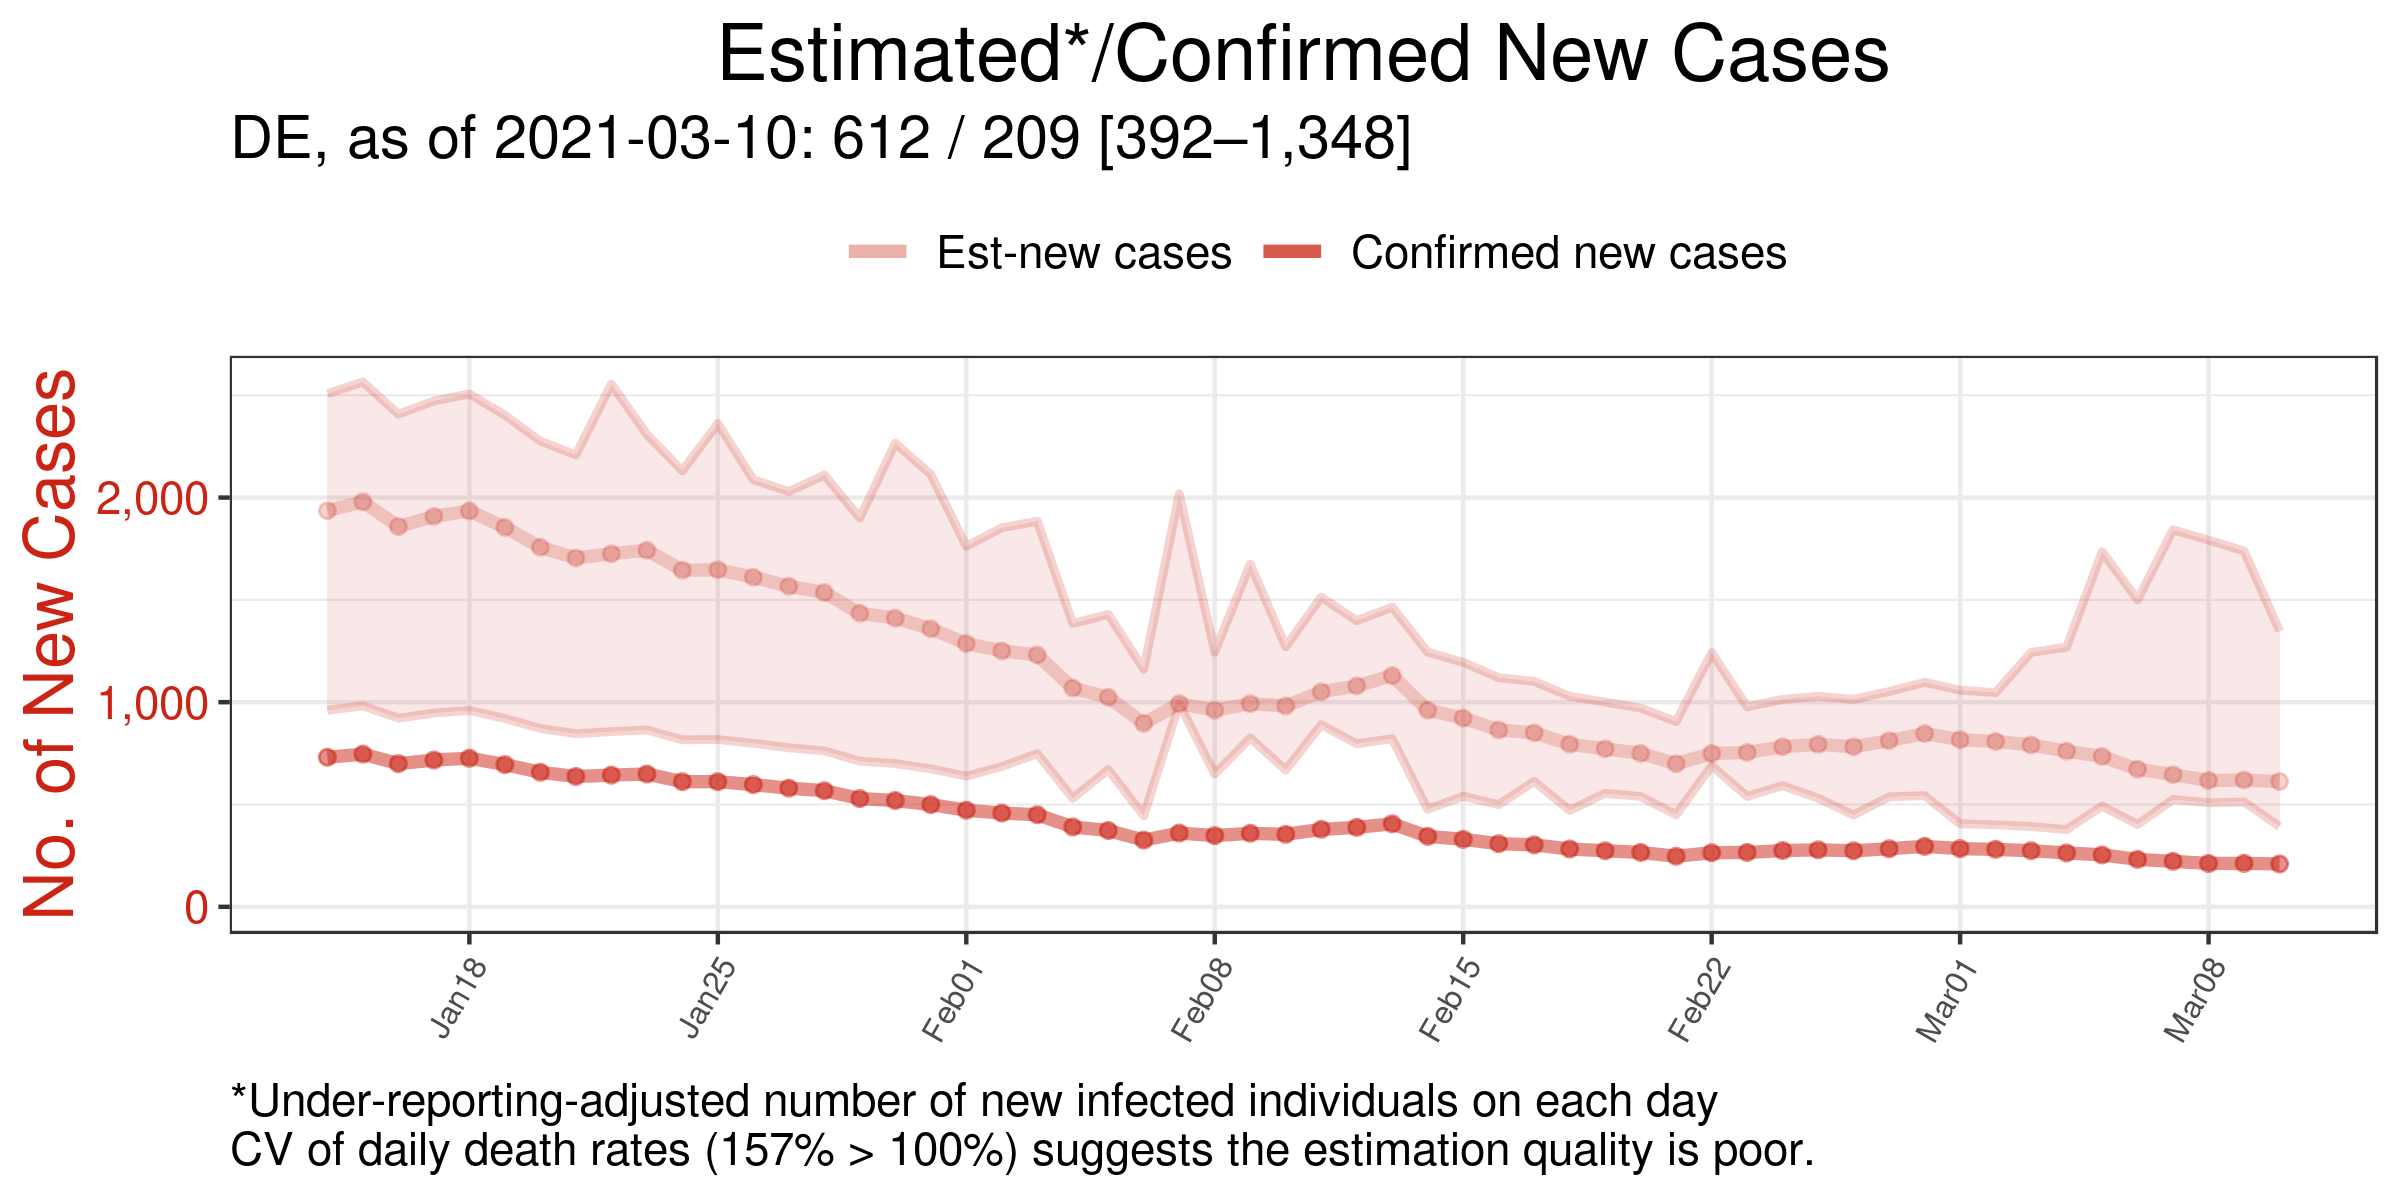 Estimated*/Confirmed New Cases
DE, as of 2021-03-10: 612 / 209 [392–1,348]
Est-new cases
Confirmed new cases
No. of New Cases
2,000
1,000
0
Jan18
Jan25
Feb01
Feb08
Feb15
Feb22
Mar01
Mar08
*Under-reporting-adjusted number of new infected individuals on each day
CV of daily death rates (157% > 100%) suggests the estimation quality is poor.